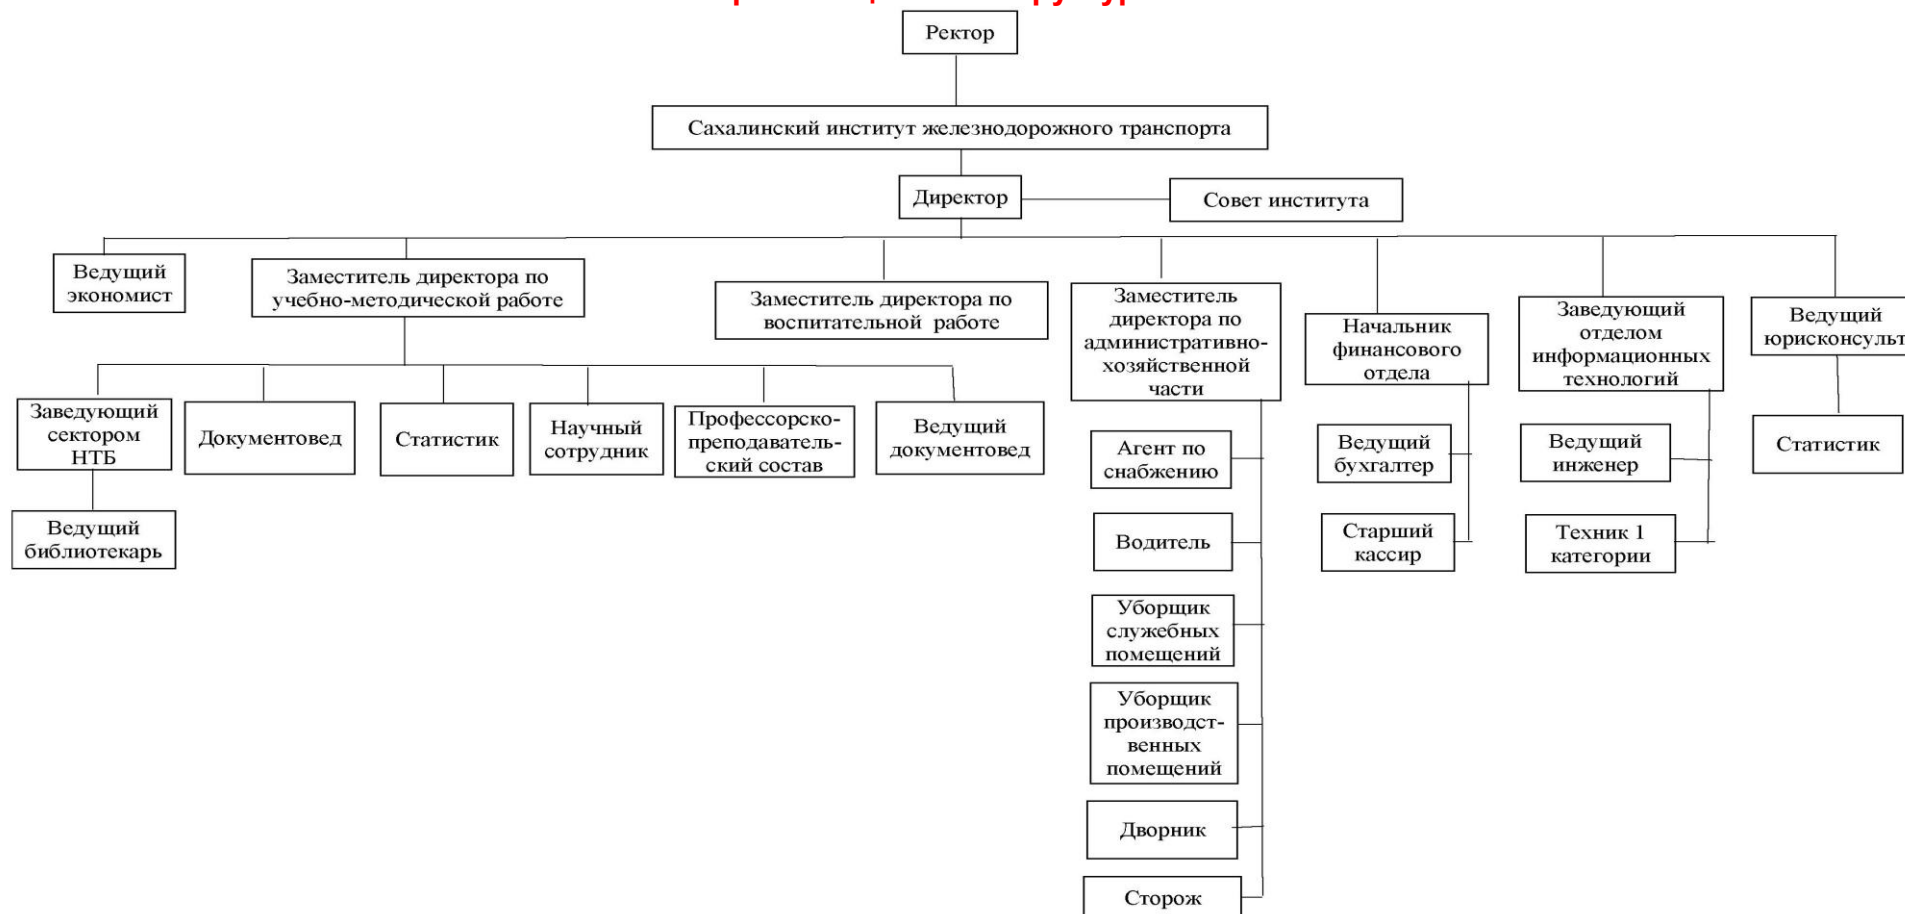 Ректор
Сахалинский институт железнодорожного транспорта
Директор
Совет института
Ведущий
экономист
Заместитель директора по
учебно-методической работе
Заместитель директора по
воспитательной работе
Заместитель
директора по
административно-
хозяйственной
части
Начальник
финансового
отдела
Заведующий
отделом
информационных
технологий
Ведущий
юрисконсульт
Заведующий
сектором
НТБ
Документовед
Статистик
Научный
сотрудник
Профессорско-
преподаватель-
ский состав
Ведущий
документовед
Агент по
снабжению
Ведущий
бухгалтер
Ведущий
инженер
Статистик
Ведущий
библиотекарь
Водитель
Старший
кассир
Техник 1
категории
Уборщик
служебных
помещений
Уборщик
производст-
венных
помещений
Дворник
Сторож